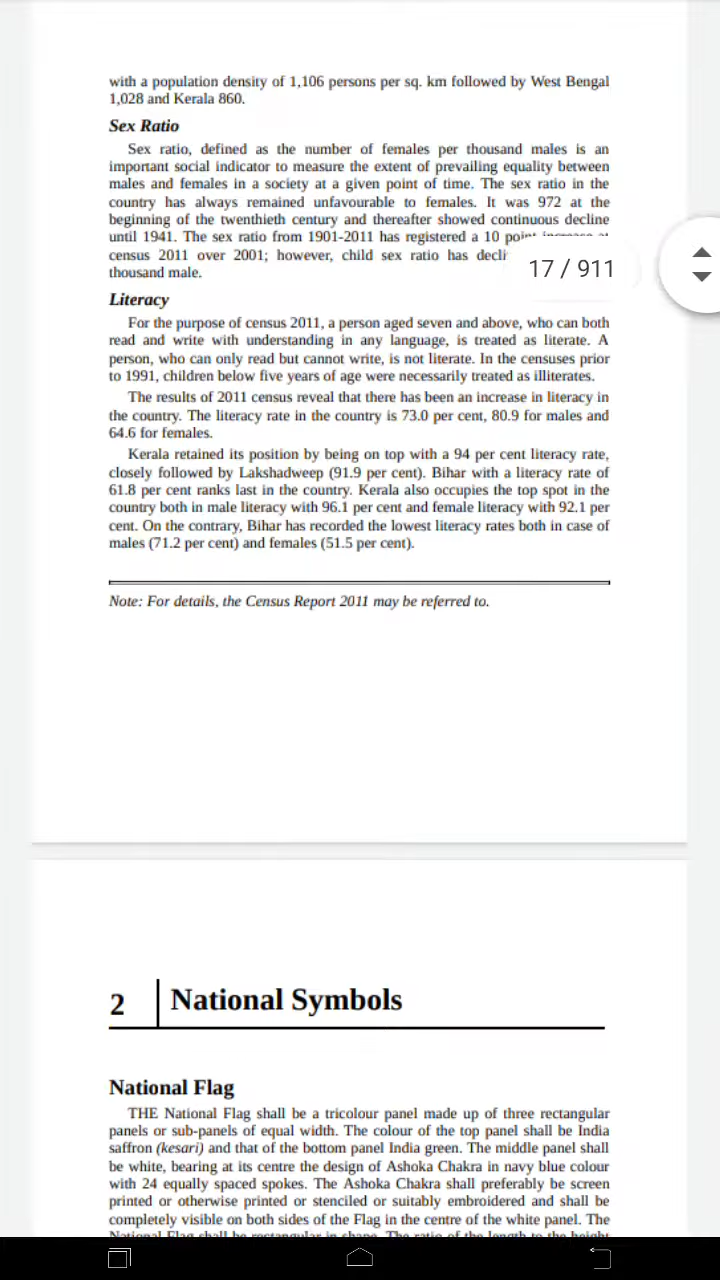 with a population density of 1,106 persons per sq. km followed by West Bengal
1,028 and Kerala 860.
Sex Ratio
Sex ratio, defined as the number of females per thousand males is an
important social indicator to measure the extent of prevailing equality between
males and females in a society at a given point of time. The sex ratio in the
country has always remained unfavourable to females. It was 972 at the
beginning of the twenthieth century and thereafter showed continuous decline
until 1941. The sex ratio from 1901-2011 has registered a 10 point increase at
census 2011 over 2001; however, child sex ratio has decli
thousand male.
17 / 911
Literacy
For the purpose of census 2011, a person aged seven and above, who can both
read and write with understanding in any language, is treated as literate. A
person, who can only read but cannot write, is not literate. In the censuses prior
to 1991, children below five years of age were necessarily treated as illiterates.
The results of 2011 census reveal that there has been an increase in literacy in
the country. The literacy rate in the country is 73.0 per cent, 80.9 for males and
64.6 for females.
Kerala retained its position by being on top with a 94 per cent literacy rate,
closely followed by Lakshadweep (91.9 per cent). Bihar with a literacy rate of
61.8 per cent ranks last in the country. Kerala also occupies the top spot in the
country both in male literacy with 96.1 per cent and female literacy with 92.1 per
cent. On the contrary, Bihar has recorded the lowest literacy rates both in case of
males (71.2 per cent) and females (51.5 per cent).
Note: For details, the Census Report 2011 may be referred to.
2 National Symbols
National Flag
THE National Flag shall be a tricolour panel made up of three rectangular
panels or sub-panels of equal width. The colour of the top panel shall be India
saffron (kesari) and that of the bottom panel India green. The middle panel shall
be white, bearing at its centre the design of Ashoka Chakra in navy blue colour
with 24 equally spaced spokes. The Ashoka Chakra shall preferably be screen
printed or otherwise printed or stenciled or suitably embroidered and shall be
completely visible on both sides of the Flag in the centre of the white panel. The
National Flag shall be rectangular in shape. The ratio of the length to the height